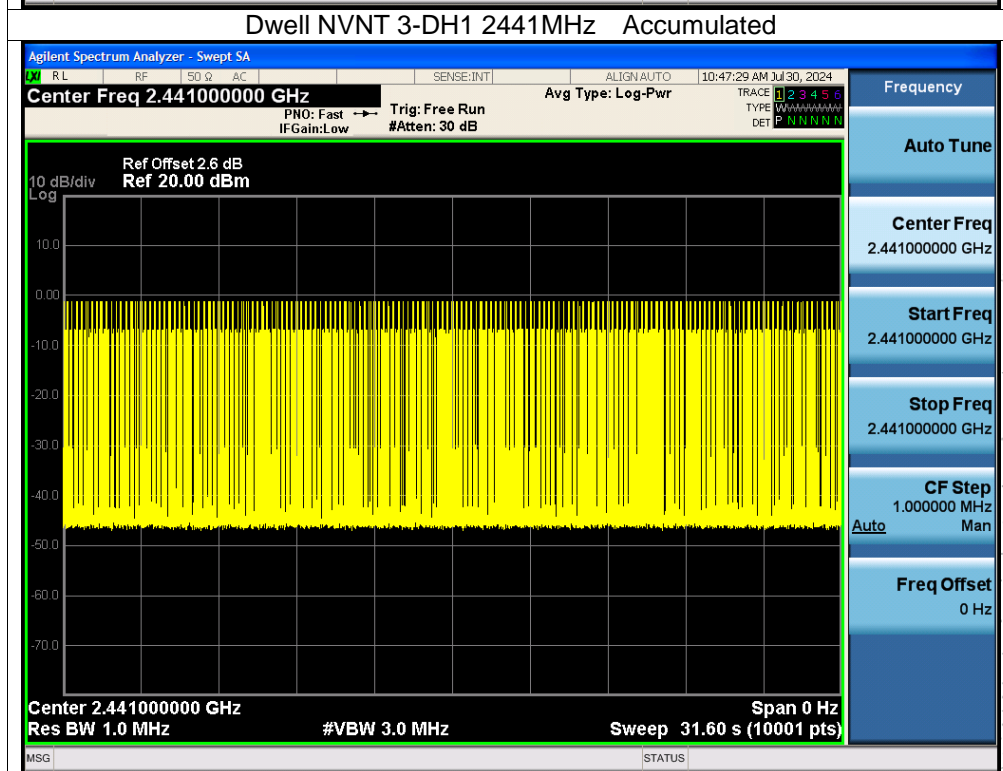 Dwell NVNT 3-DH1 2441MHz Accumulated
Agilent Spectrum Analyzer - Swept SA
LXI RL RF 50 Ω AC SENSE:INT ALIGN AUTO 10:47:29 AM Jul 30, 2024
Center Freq 2.441000000 GHz
PNO: Fast
IFGain:Low
Trig: Free Run
#Atten: 30 dB
Avg Type: Log-Pwr
TRACE 1 2 3 4 5 6
TYPE WWWWWW
DET P N N N N N
Frequency
Auto Tune
Center Freq
2.441000000 GHz
Start Freq
2.441000000 GHz
Stop Freq
2.441000000 GHz
CF Step
1.000000 MHz
Auto Man
Freq Offset
0 Hz
Ref Offset 2.6 dB
10 dB/div Ref 20.00 dBm
Log
10.0
0.00
-10.0
-20.0
-30.0
-40.0
-50.0
-60.0
-70.0
Center 2.441000000 GHz Span 0 Hz
Res BW 1.0 MHz #VBW 3.0 MHz Sweep 31.60 s (10001 pts)
MSG STATUS